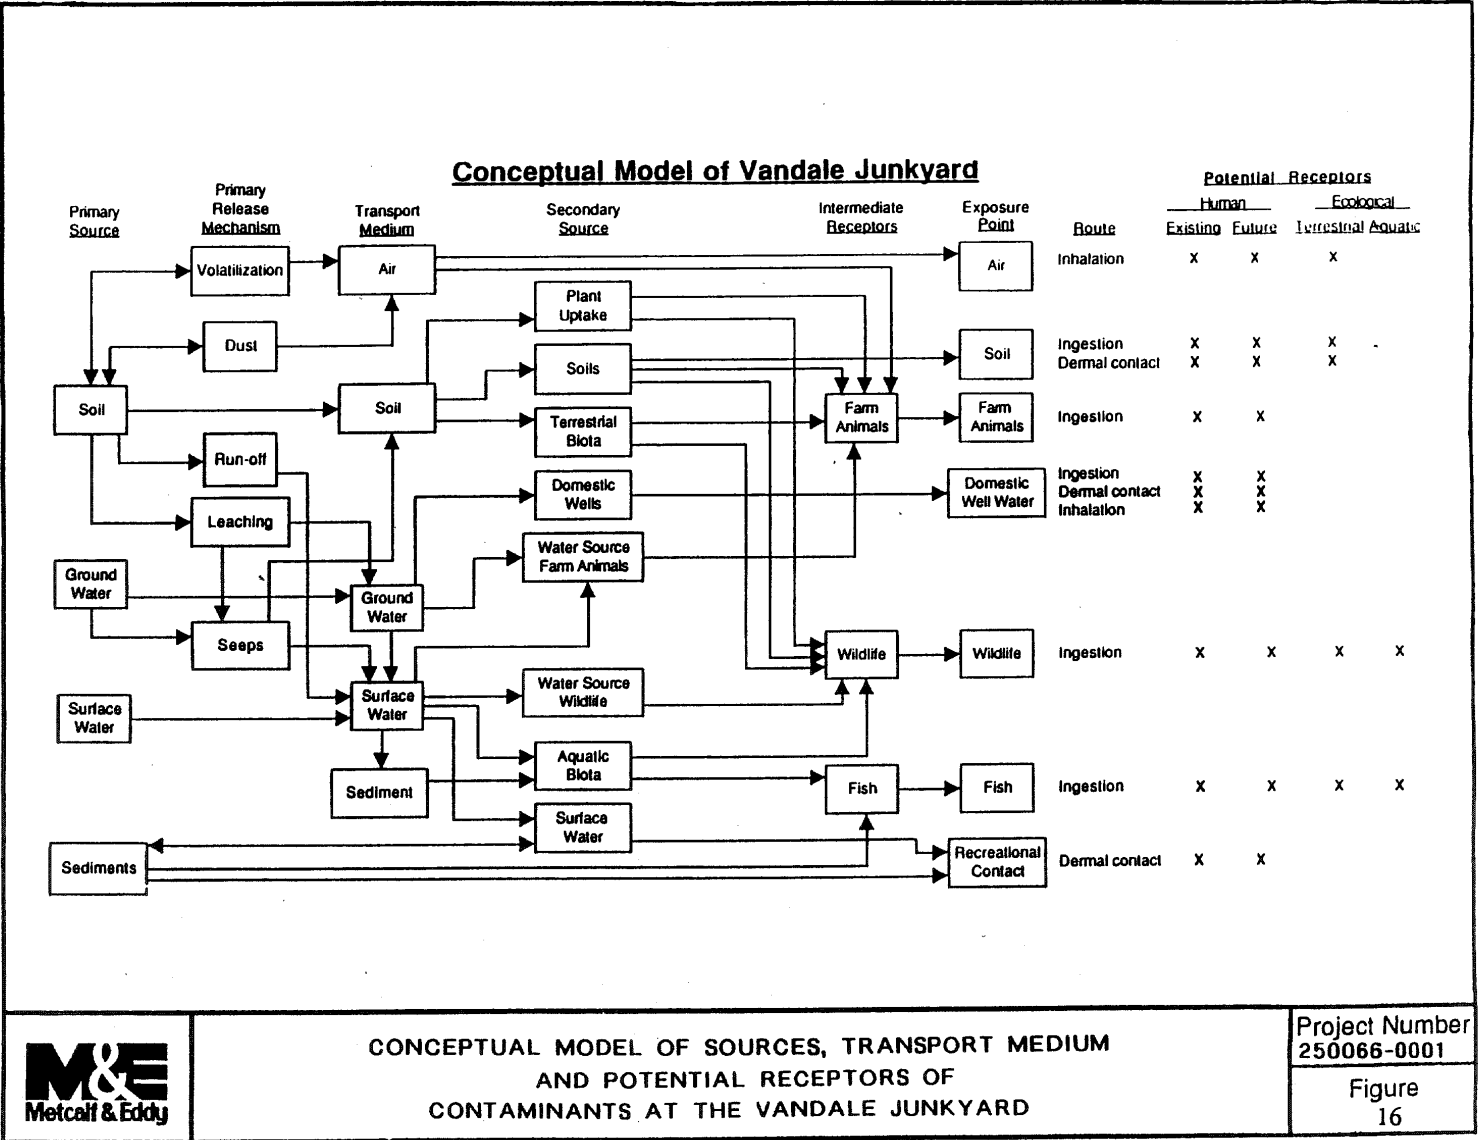 Conceptual Model of Vandale Junkyard
Potential Receptors
Human
Ecological
Primary
Source
Primary
Release
Mechanism
Transport
Medium
Secondary
Source
Intermediate
Receptors
Exposure
Point
Route
Existing
Future
Terrestrial
Aquatic
Volatilization
Air
Air
Inhalation
X X X
Plant
Uptake
Dust
Soils
Soil
Ingestion
X X X
Dermal contact
X X X
Soil
Soil
Terrestrial
Biota
Farm
Animals
Farm
Animals
Ingestion
X X
Run-off
Domestic
Wells
Domestic
Well Water
Ingestion
X X
Dermal contact
X X
Inhalation
X X
Leaching
Water Source
Farm Animals
Ground
Water
Ground
Water
Seeps
Wildlife
Wildlife
Ingestion
X X X X
Surface
Water
Surface
Water
Water Source
Wildlife
Sediment
Aquatic
Biota
Fish
Fish
Ingestion
X X X X
Surface
Water
Sediments
Recreational
Contact
Dermal contact
X X
M&E
Metcalf & Eddy
CONCEPTUAL MODEL OF SOURCES, TRANSPORT MEDIUM
AND POTENTIAL RECEPTORS OF
CONTAMINANTS AT THE VANDALE JUNKYARD
Project Number
250066-0001
Figure
16